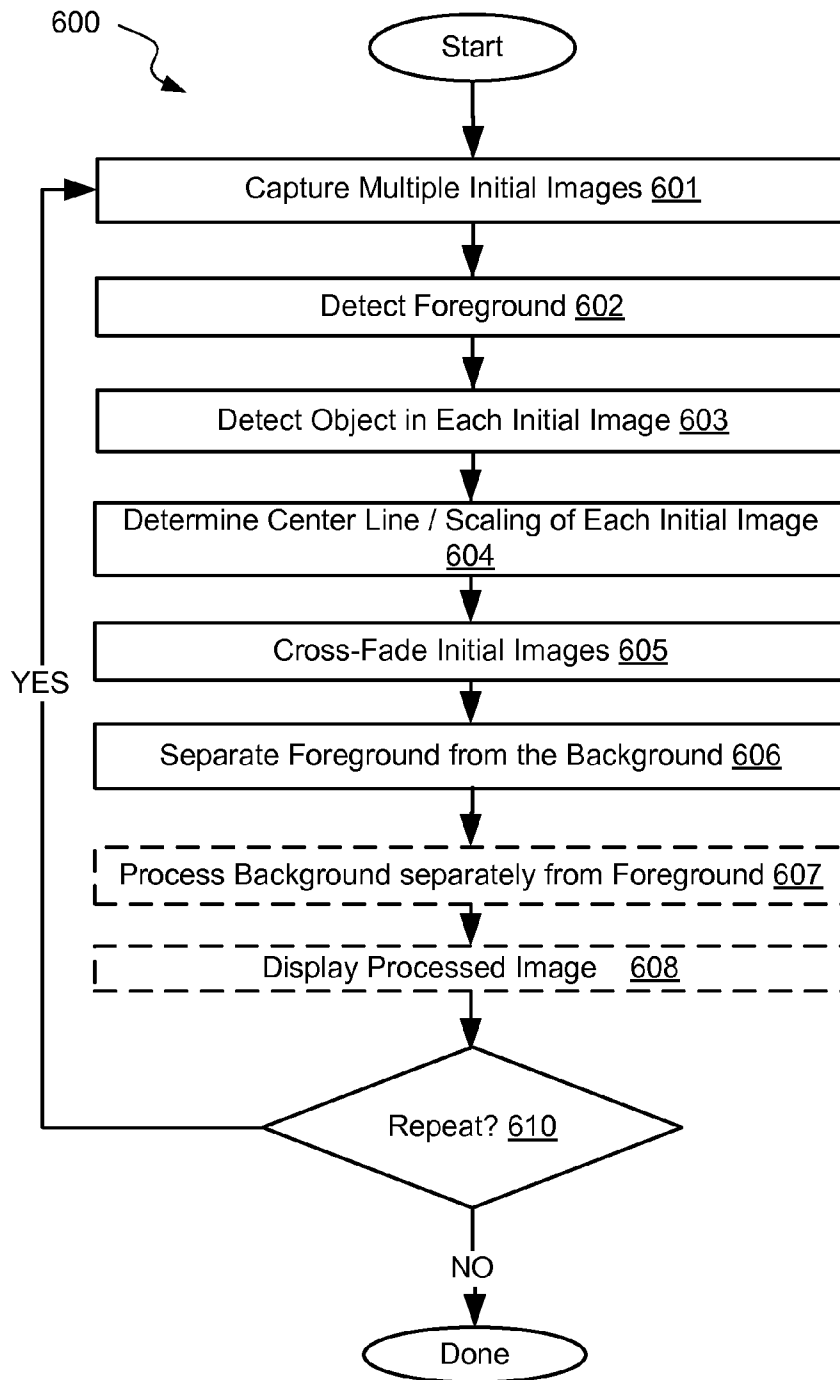 600
Start
Capture Multiple Initial Images 601
Detect Foreground 602
Detect Object in Each Initial Image 603
Determine Center Line / Scaling of Each Initial Image
604
Cross-Fade Initial Images 605
YES
Separate Foreground from the Background 606
Process Background separately from Foreground 607
Display Processed Image 608
Repeat? 610
NO
Done